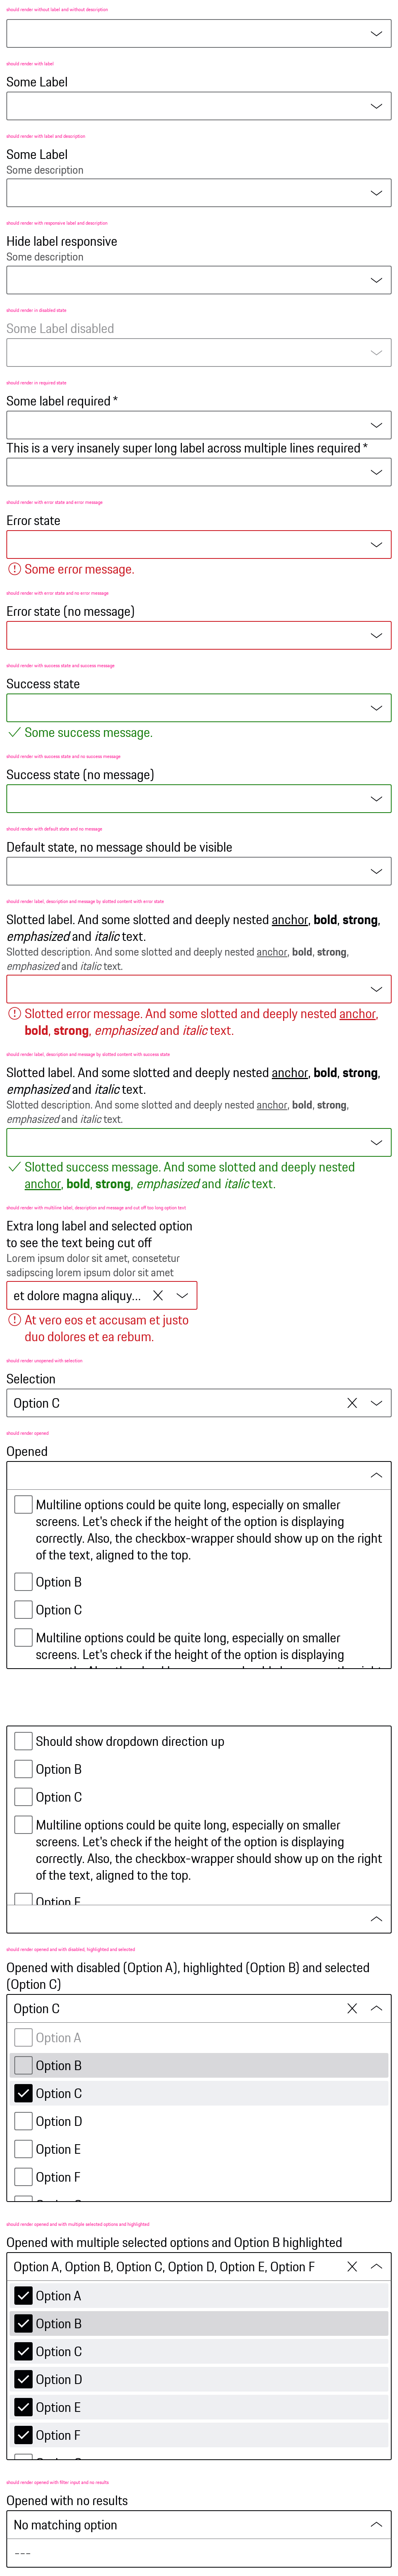 should render without label and without description
should render with label
Some Label
should render with label and description
Some Label
Some description
should render with responsive label and description
Hide label responsive
Some description
should render in disabled state
Some Label disabled
should render in required state
Some label required *
This is a very insanely super long label across multiple lines required *
should render with error state and error message
Error state
Some error message.
should render with error state and no error message
Error state (no message)
should render with success state and success message
Success state
Some success message.
should render with success state and no success message
Success state (no message)
should render with default state and no message
Default state, no message should be visible
should render label, description and message by slotted content with error state
Slotted label. And some slotted and deeply nested anchor, bold, strong,
emphasized and italic text.
Slotted description. And some slotted and deeply nested anchor, bold, strong,
emphasized and italic text.
Slotted error message. And some slotted and deeply nested anchor,
bold, strong, emphasized and italic text.
should render label, description and message by slotted content with success state
Slotted label. And some slotted and deeply nested anchor, bold, strong,
emphasized and italic text.
Slotted description. And some slotted and deeply nested anchor, bold, strong,
emphasized and italic text.
Slotted success message. And some slotted and deeply nested
anchor, bold, strong, emphasized and italic text.
should render with multiline label, description and message and cut off too long option text
Extra long label and selected option
to see the text being cut off
Lorem ipsum dolor sit amet, consetetur
sadipscing lorem ipsum dolor sit amet
et dolore magna aliquy...
At vero eos et accusam et justo
duo dolores et ea rebum.
should render unopened with selection
Selection
Option C
should render opened
Opened
Multiline options could be quite long, especially on smaller
screens. Let's check if the height of the option is displaying
correctly. Also, the checkbox-wrapper should show up on the right
of the text, aligned to the top.
Option B
Option C
Multiline options could be quite long, especially on smaller
screens. Let's check if the height of the option is displaying
Should show dropdown direction up
Option B
Option C
Multiline options could be quite long, especially on smaller
screens. Let's check if the height of the option is displaying
correctly. Also, the checkbox-wrapper should show up on the right
of the text, aligned to the top.
should render opened and with disabled, highlighted and selected
Opened with disabled (Option A), highlighted (Option B) and selected
(Option C)
Option C
Option A
Option B
Option C
Option D
Option E
Option F
should render opened and with multiple selected options and highlighted
Opened with multiple selected options and Option B highlighted
Option A, Option B, Option C, Option D, Option E, Option F
Option A
Option B
Option C
Option D
Option E
Option F
should render opened with filter input and no results
Opened with no results
No matching option
---